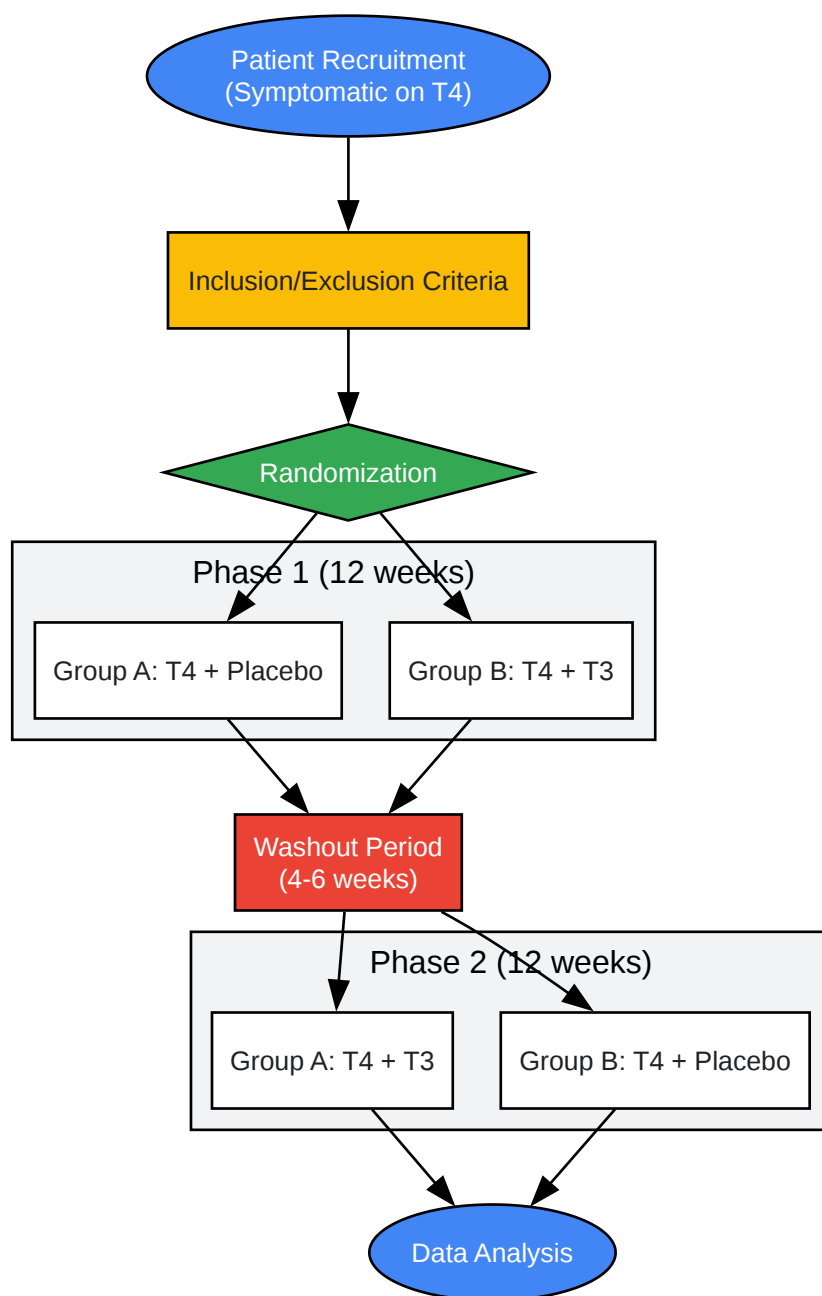 Patient Recruitment
(Symptomatic on T4)
Inclusion/Exclusion Criteria
Randomization
Phase 1 (12 weeks)
Group A: T4 + Placebo
Group B: T4 + T3
Washout Period
(4-6 weeks)
Phase 2 (12 weeks)
Group A: T4 + T3
Group B: T4 + Placebo
Data Analysis